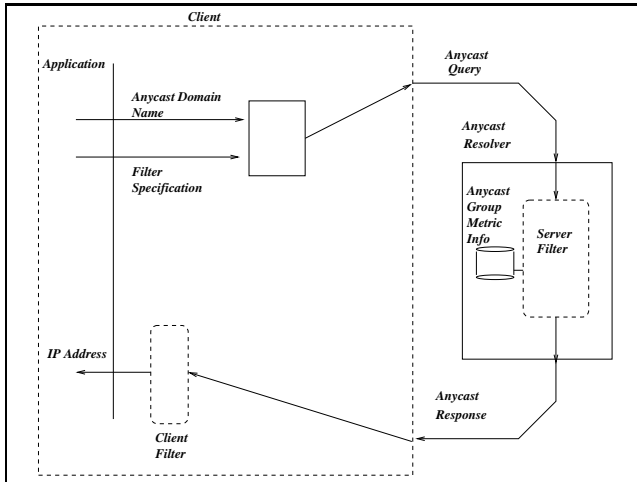 Client
Application
Anycast Domain
Name
Filter
Specification
Anycast
Query
Anycast
Resolver
Anycast
Group
Metric
Info
Server
Filter
IP Address
Client
Filter
Anycast
Response